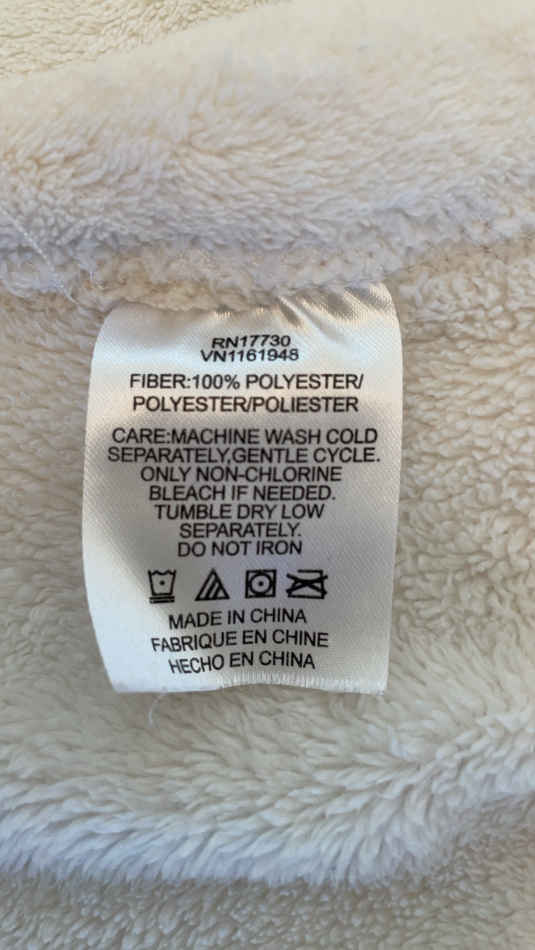 RN17730
VN1161948
FIBER:100% POLYESTER/
POLYESTER/POLIESTER
CARE:MACHINE WASH COLD
SEPARATELY,GENTLE CYCLE.
ONLY NON-CHLORINE
BLEACH IF NEEDED.
TUMBLE DRY LOW
SEPARATELY.
DO NOT IRON
MADE IN CHINA
FABRIQUE EN CHINE
HECHO EN CHINA